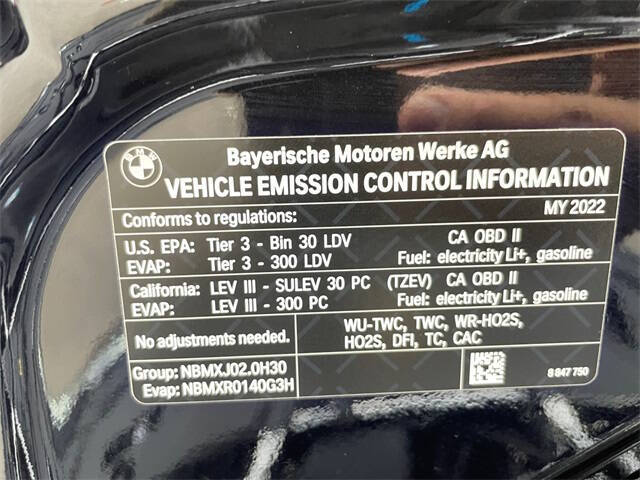 BMW
Bayerische Motoren Werke AG
VEHICLE EMISSION CONTROL INFORMATION
Conforms to regulations: MY 2022
U.S. EPA: Tier 3 - Bin 30 LDV CA OBD II
EVAP: Tier 3 - 300 LDV Fuel: electricity Li+, gasoline
California: LEV III - SULEV 30 PC (TZEV) CA OBD II
EVAP: LEV III - 300 PC Fuel: electricity Li+, gasoline
No adjustments needed.
WU-TWC, TWC, WR-HO2S,
HO2S, DFI, TC, CAC
Group: NBMXJ02.0H30
Evap: NBMXR0140G3H
8 847 750